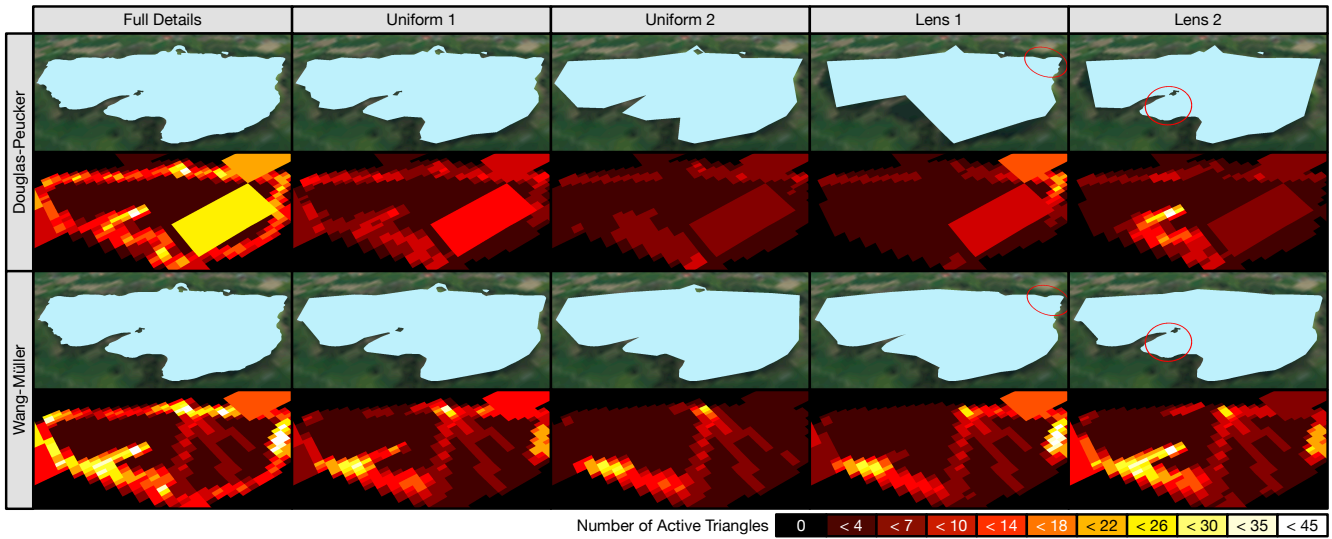 Full Details Uniform 1 Uniform 2 Lens 1 Lens 2
Douglas-Peucker
Wang-Müller
Number of Active Triangles 0 < 4 < 7 < 10 < 14 < 18 < 22 < 26 < 30 < 35 < 45